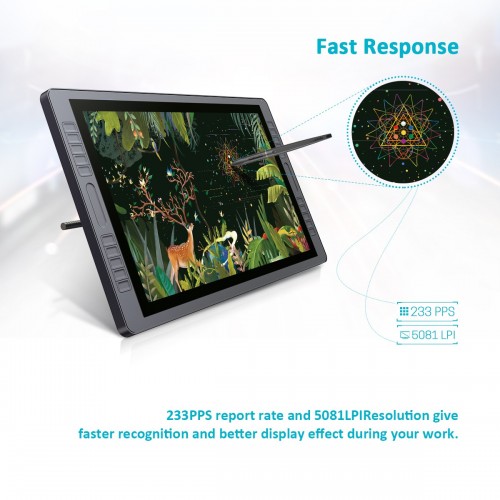 Fast Response
233 PPS
5081 LPI
233PPS report rate and 5081LPIResolution give
faster recognition and better display effect during your work.